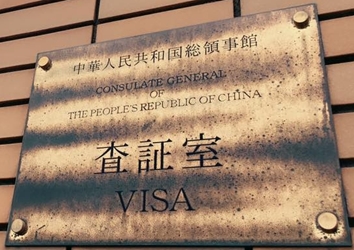 中華人民共和国総領事館
CONSULATE GENERAL
OF
THE PEOPLE'S REPUBLIC OF CHINA
査証室
VISA